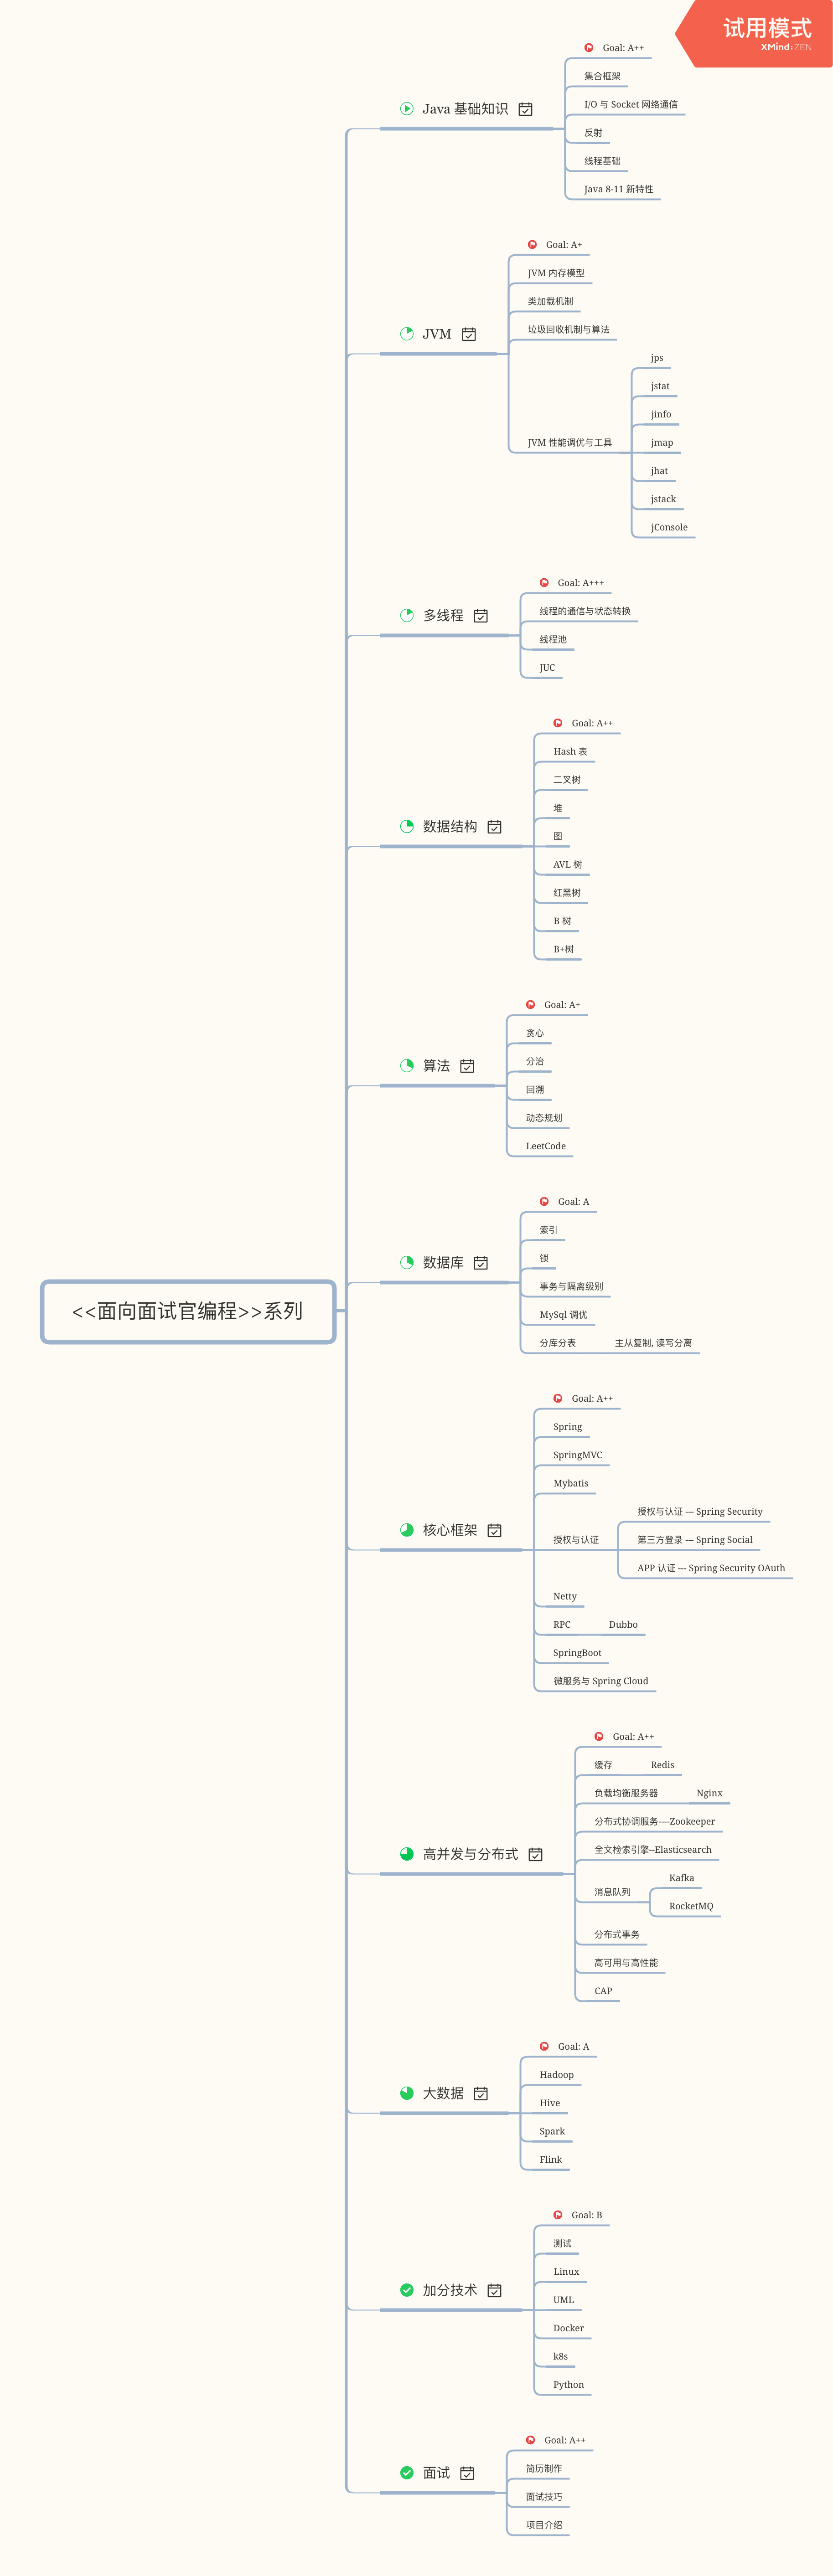 试用模式
XMind:ZEN
<<面向面试官编程>>系列
Java 基础知识
Goal: A++
集合框架
I/O 与 Socket 网络通信
反射
线程基础
Java 8-11 新特性
JVM
Goal: A+
JVM 内存模型
类加载机制
垃圾回收机制与算法
JVM 性能调优与工具
jps
jstat
jinfo
jmap
jhat
jstack
jConsole
多线程
Goal: A+++
线程的通信与状态转换
线程池
JUC
数据结构
Goal: A++
Hash 表
二叉树
堆
图
AVL 树
红黑树
B 树
B+树
算法
Goal: A+
贪心
分治
回溯
动态规划
LeetCode
数据库
Goal: A
索引
锁
事务与隔离级别
MySql 调优
分库分表
主从复制, 读写分离
核心框架
Goal: A++
Spring
SpringMVC
Mybatis
授权与认证
授权与认证 --- Spring Security
第三方登录 --- Spring Social
APP 认证 --- Spring Security OAuth
Netty
RPC
Dubbo
SpringBoot
微服务与 Spring Cloud
高并发与分布式
Goal: A++
缓存
Redis
负载均衡服务器
Nginx
分布式协调服务----Zookeeper
全文检索引擎--Elasticsearch
消息队列
Kafka
RocketMQ
分布式事务
高可用与高性能
CAP
大数据
Goal: A
Hadoop
Hive
Spark
Flink
加分技术
Goal: B
测试
Linux
UML
Docker
k8s
Python
面试
Goal: A++
简历制作
面试技巧
项目介绍